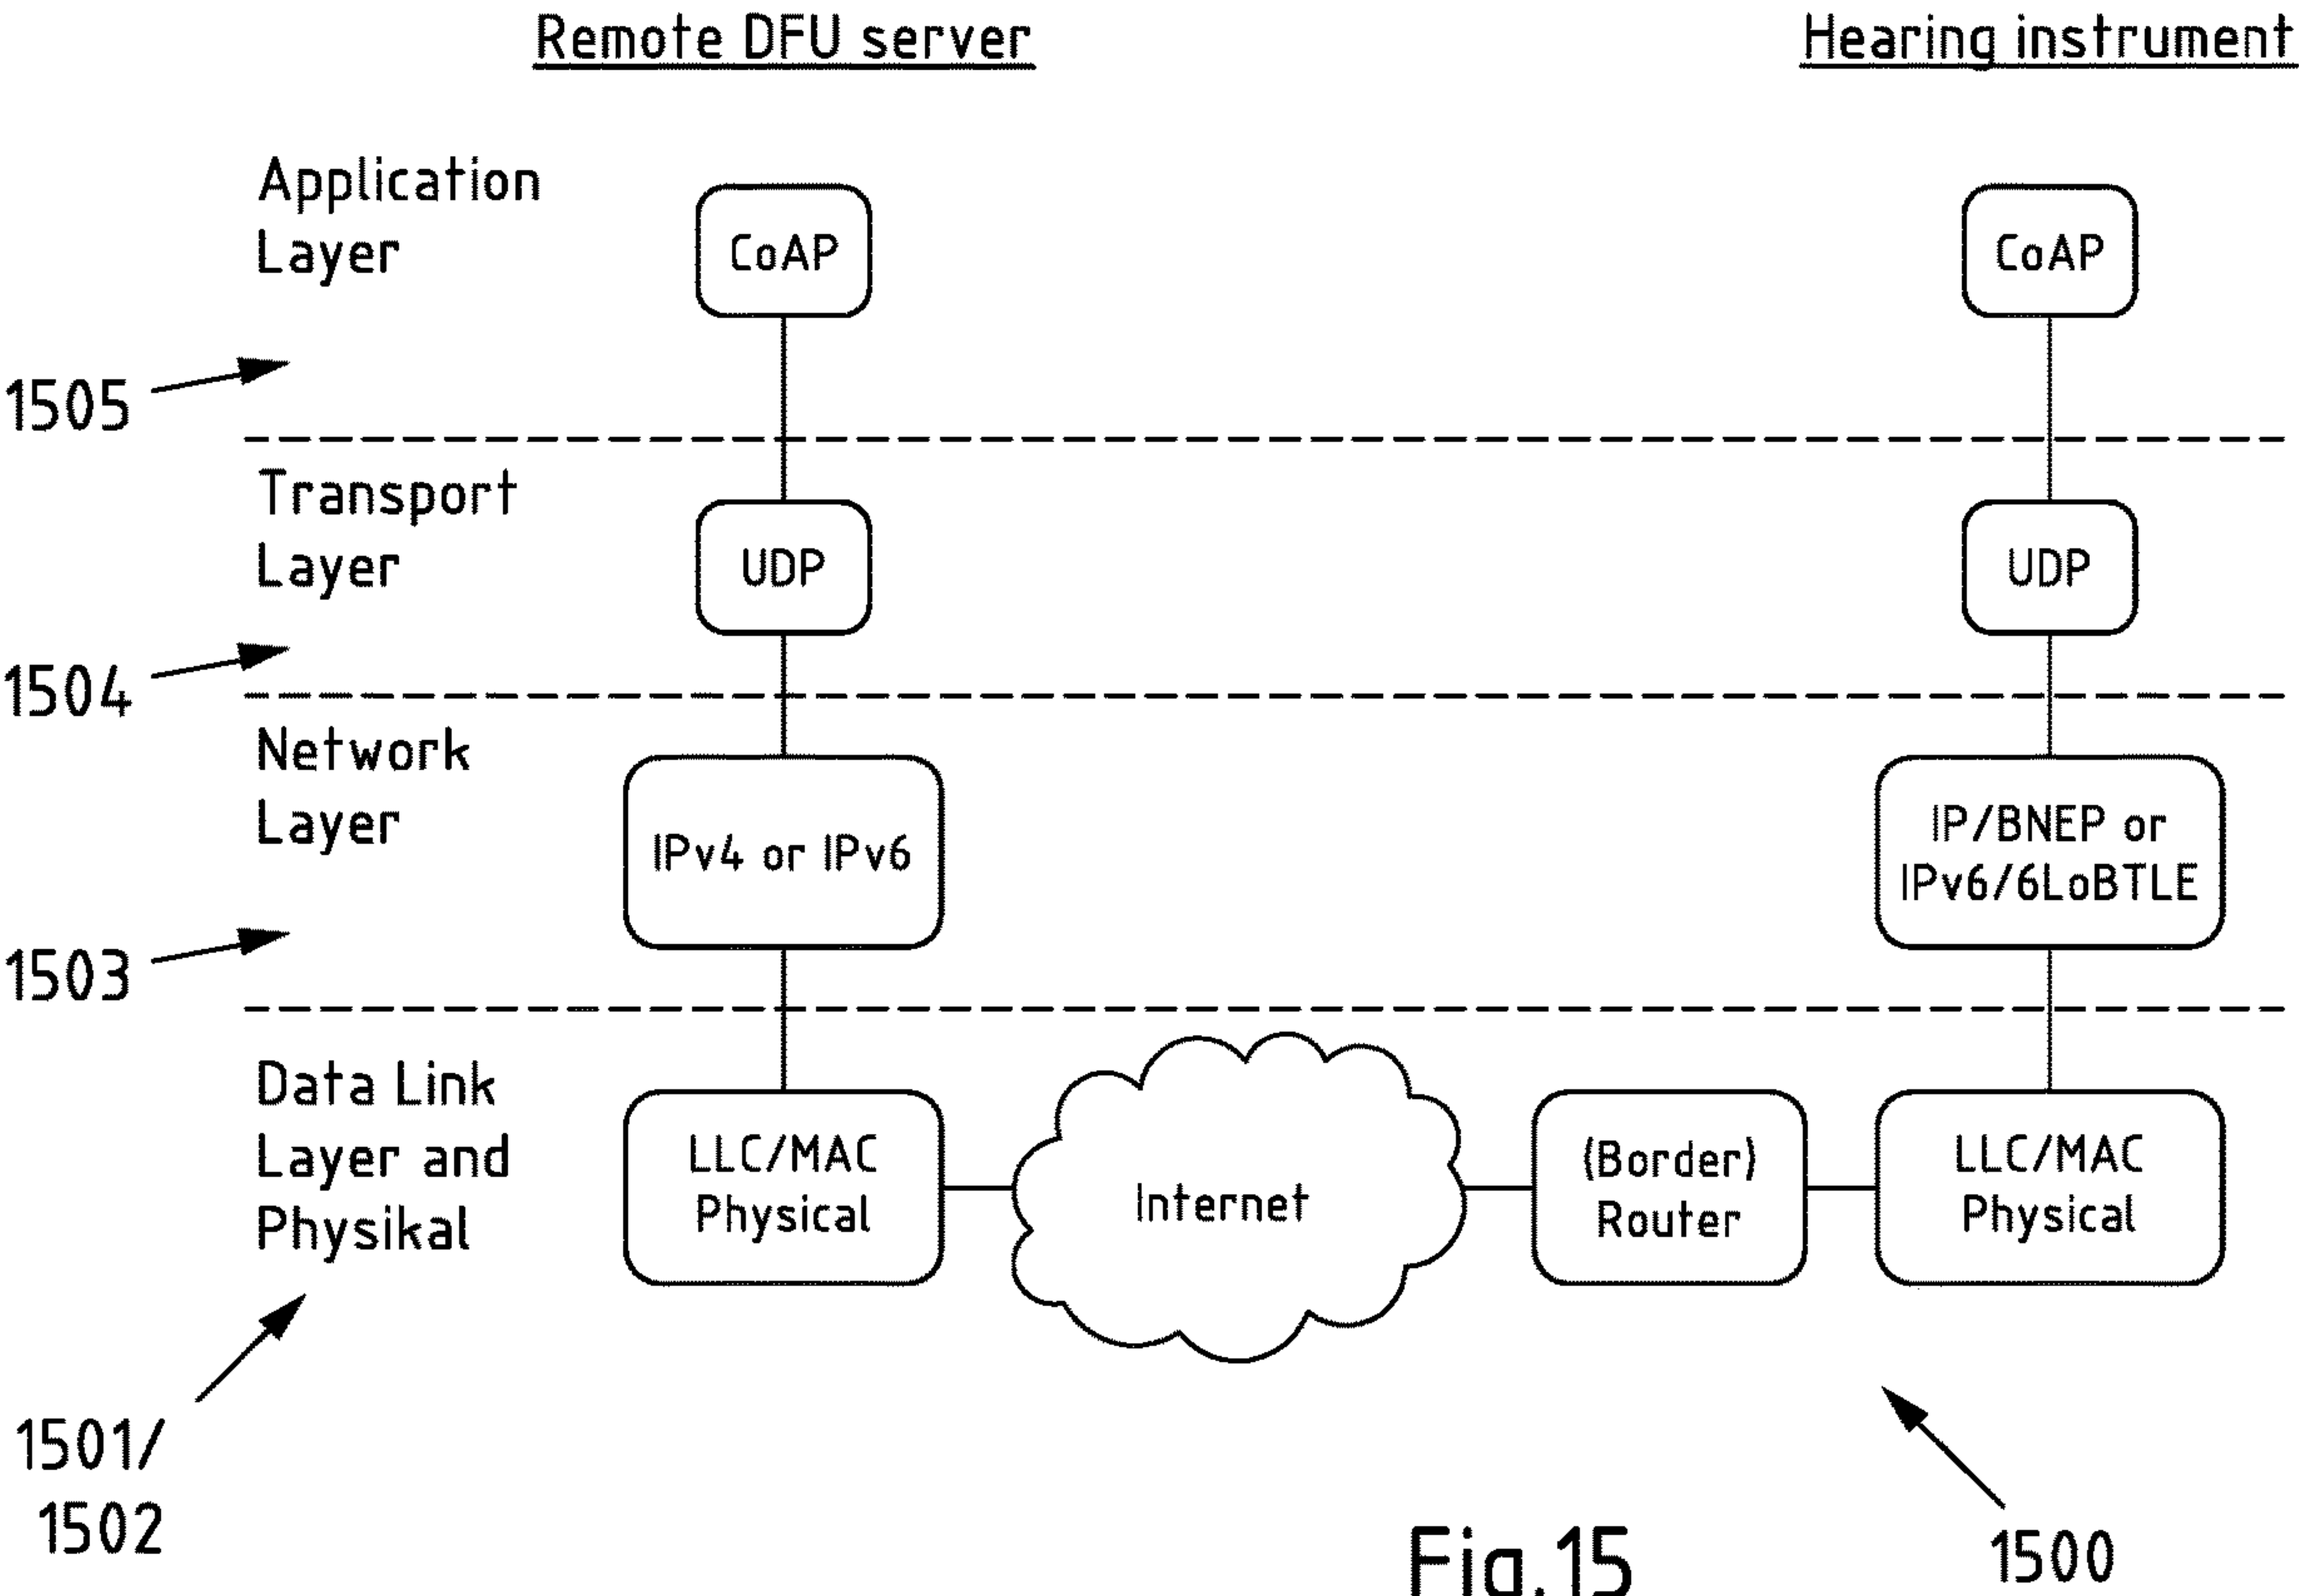 Remote DFU server
Hearing instrument
Application
Layer
CoAP
CoAP
1505
Transport
Layer
UDP
UDP
1504
Network
Layer
IPv4 or IPv6
IP/BNEP or
IPv6/6LoBTLE
1503
Data Link
Layer and
Physikal
LLC/MAC
Physical
Internet
(Border)
Router
LLC/MAC
Physical
1501/
1502
Fig.15
1500